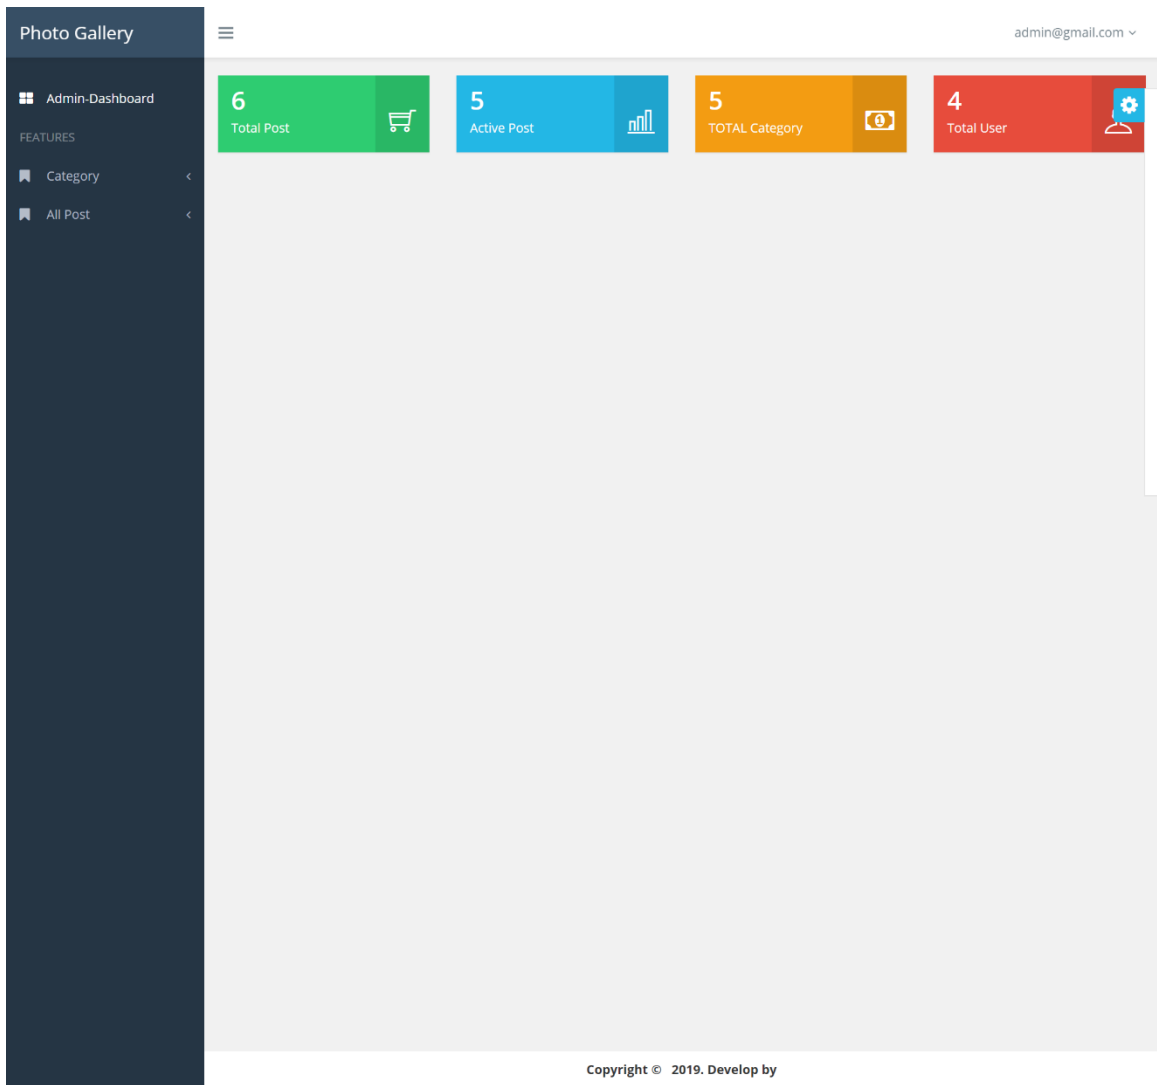 Photo Gallery
admin@gmail.com
Admin-Dashboard
FEATURES
Category
All Post
6
Total Post
5
Active Post
5
TOTAL Category
1
4
Total User
Copyright © 2019. Develop by